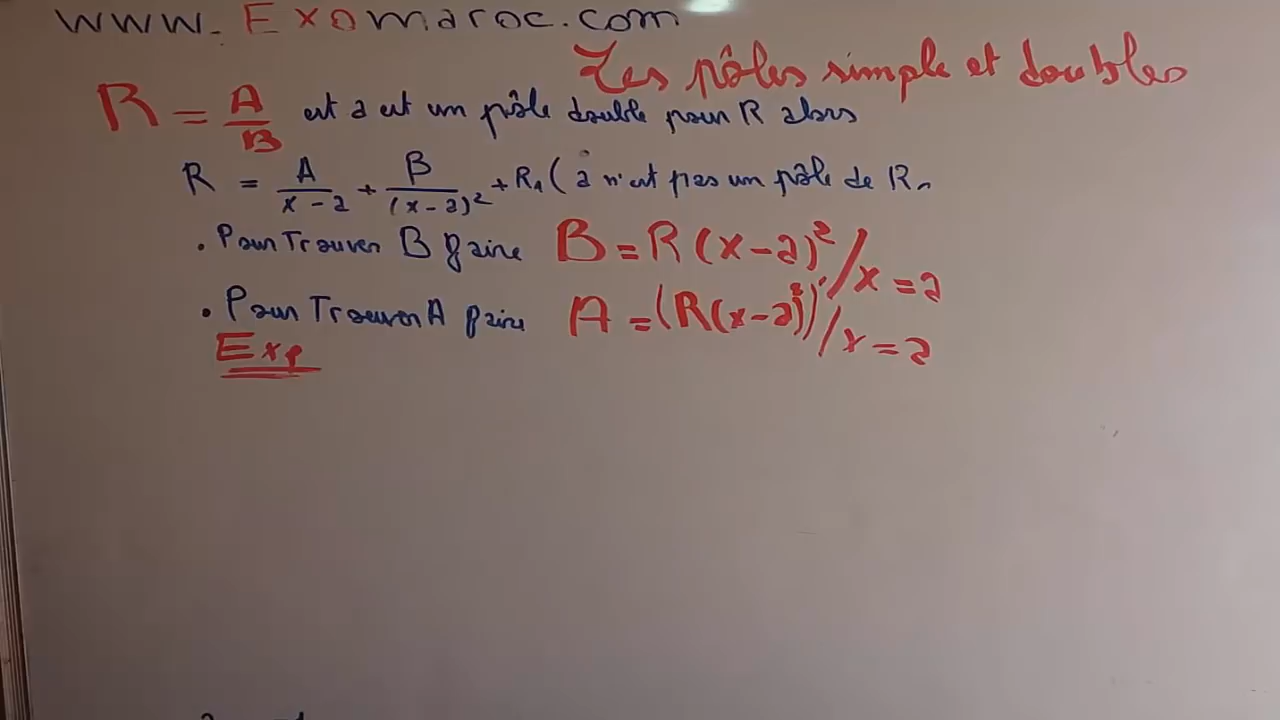 www.Exomaroc.com
Les pôles simple et doubles
R = A/B est a est un pôle double pour R alors
R = A/(x-a) + B/(x-a)² + R₁ (a n'est pas un pôle de R₁
. Pour Trouver B faire B = R(x-a)²/x=a
. Pour Trouver A faire A = (R(x-a)²)'/x=a
Exp